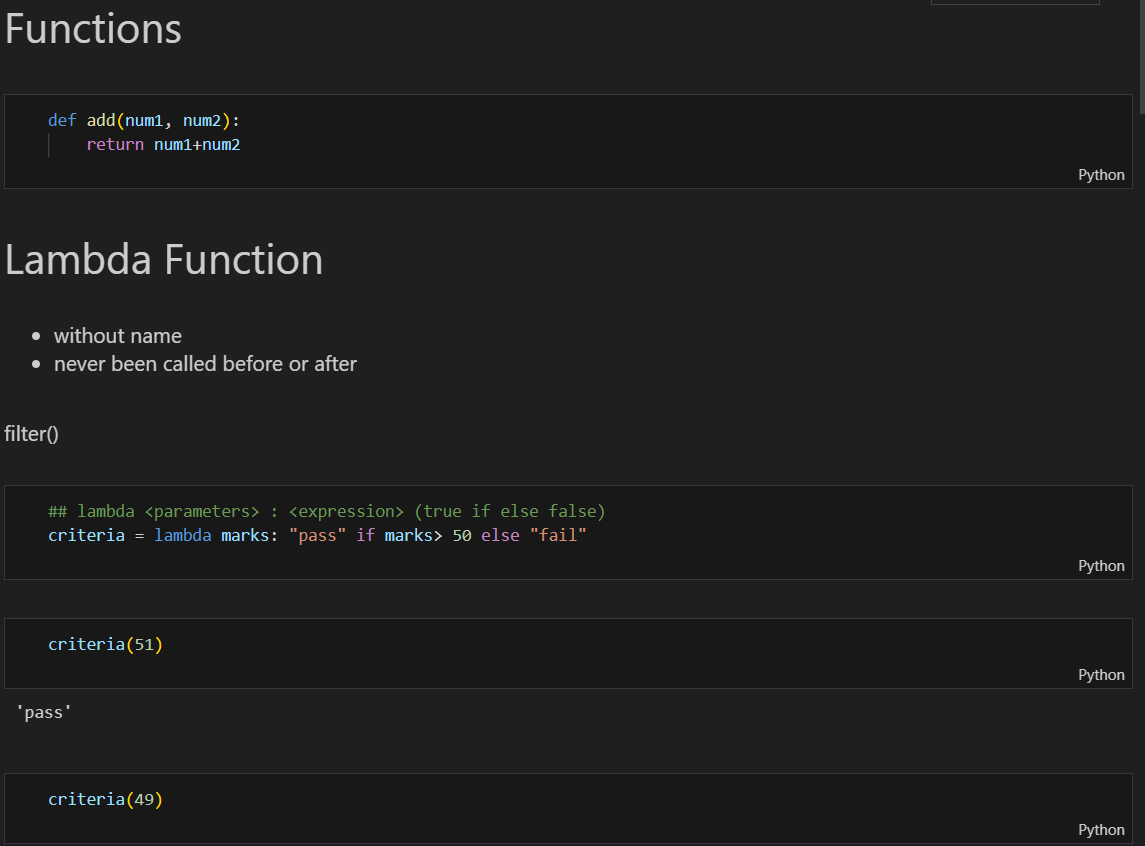 Functions
def add(num1, num2):
return num1+num2
Python
Lambda Function
• without name
• never been called before or after
filter()
## lambda <parameters> : <expression> (true if else false)
criteria = lambda marks: "pass" if marks> 50 else "fail"
Python
criteria(51)
Python
'pass'
criteria(49)
Python